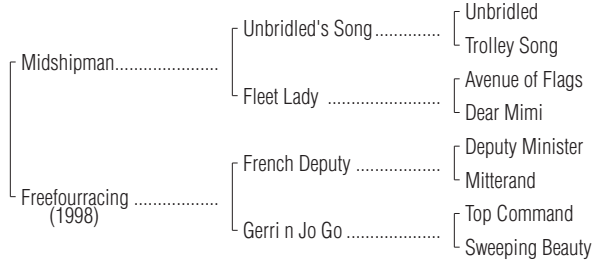 Unbridled
Unbridled's Song..............
Trolley Song
Midshipman......................
Avenue of Flags
Fleet Lady ........................
Dear Mimi
Deputy Minister
French Deputy ..................
Mitterand
Freefourracing ..................
(1998)
Top Command
Gerri n Jo Go ....................
Sweeping Beauty